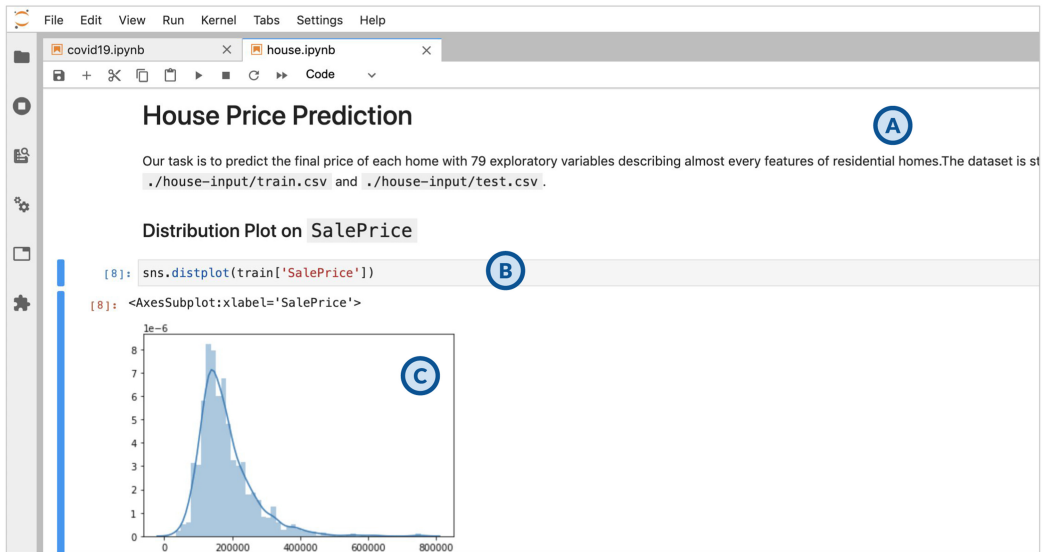 File Edit View Run Kernel Tabs Settings Help
covid19.ipynb house.ipynb
Code
House Price Prediction
A
Our task is to predict the final price of each home with 79 exploratory variables describing almost every features of residential homes.The dataset is st
./house-input/train.csv and ./house-input/test.csv .
Distribution Plot on SalePrice
[8]: sns.distplot(train['SalePrice'])
B
[8]: <AxesSubplot:xlabel='SalePrice'>
1e−6
8
7
C
6
5
4
3
2
1
0
0 200000 400000 600000 800000